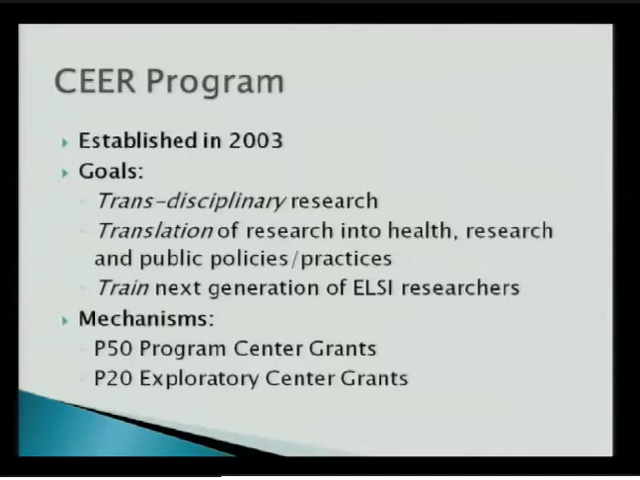 CEER Program
Established in 2003
Goals:
Trans-disciplinary research
Translation of research into health, research
and public policies/practices
Train next generation of ELSI researchers
Mechanisms:
P50 Program Center Grants
P20 Exploratory Center Grants